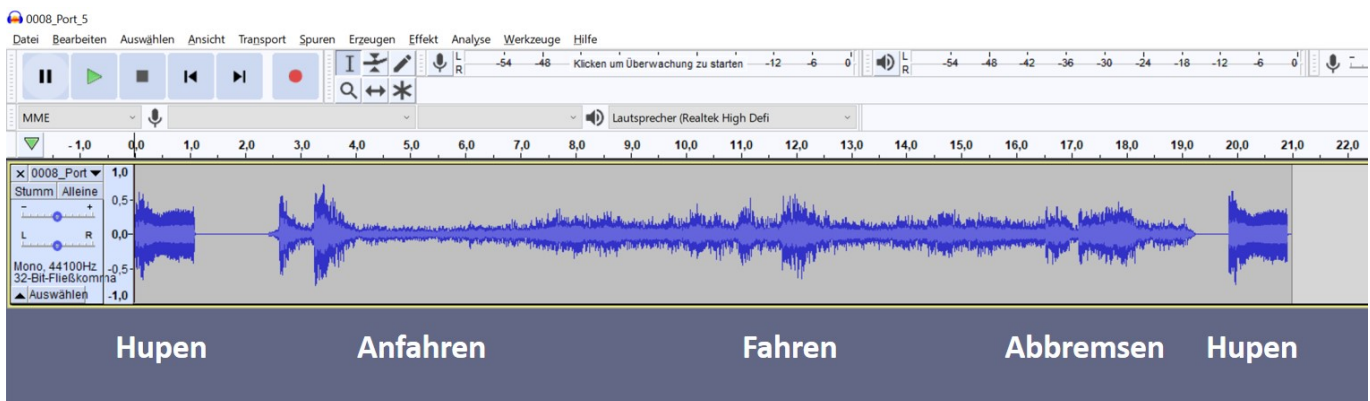 0008_Port_5
Datei Bearbeiten Auswählen Ansicht Transport Spuren Erzeugen Effekt Analyse Werkzeuge Hilfe
L R -54 -48 Klicken um Überwachung zu starten -12 -6 0 L R -54 -48 -42 -36 -30 -24 -18 -12 -6 0
MME Lautsprecher (Realtek High Defi
- 1,0 0,0 1,0 2,0 3,0 4,0 5,0 6,0 7,0 8,0 9,0 10,0 11,0 12,0 13,0 14,0 15,0 16,0 17,0 18,0 19,0 20,0 21,0 22,0
x 0008_Port 1,0
Stumm Alleine 0,5
- +
L R 0,0
Mono, 44100Hz -0,5
32-Bit-Fließkomma
Auswählen -1,0
Hupen Anfahren Fahren Abbremsen Hupen